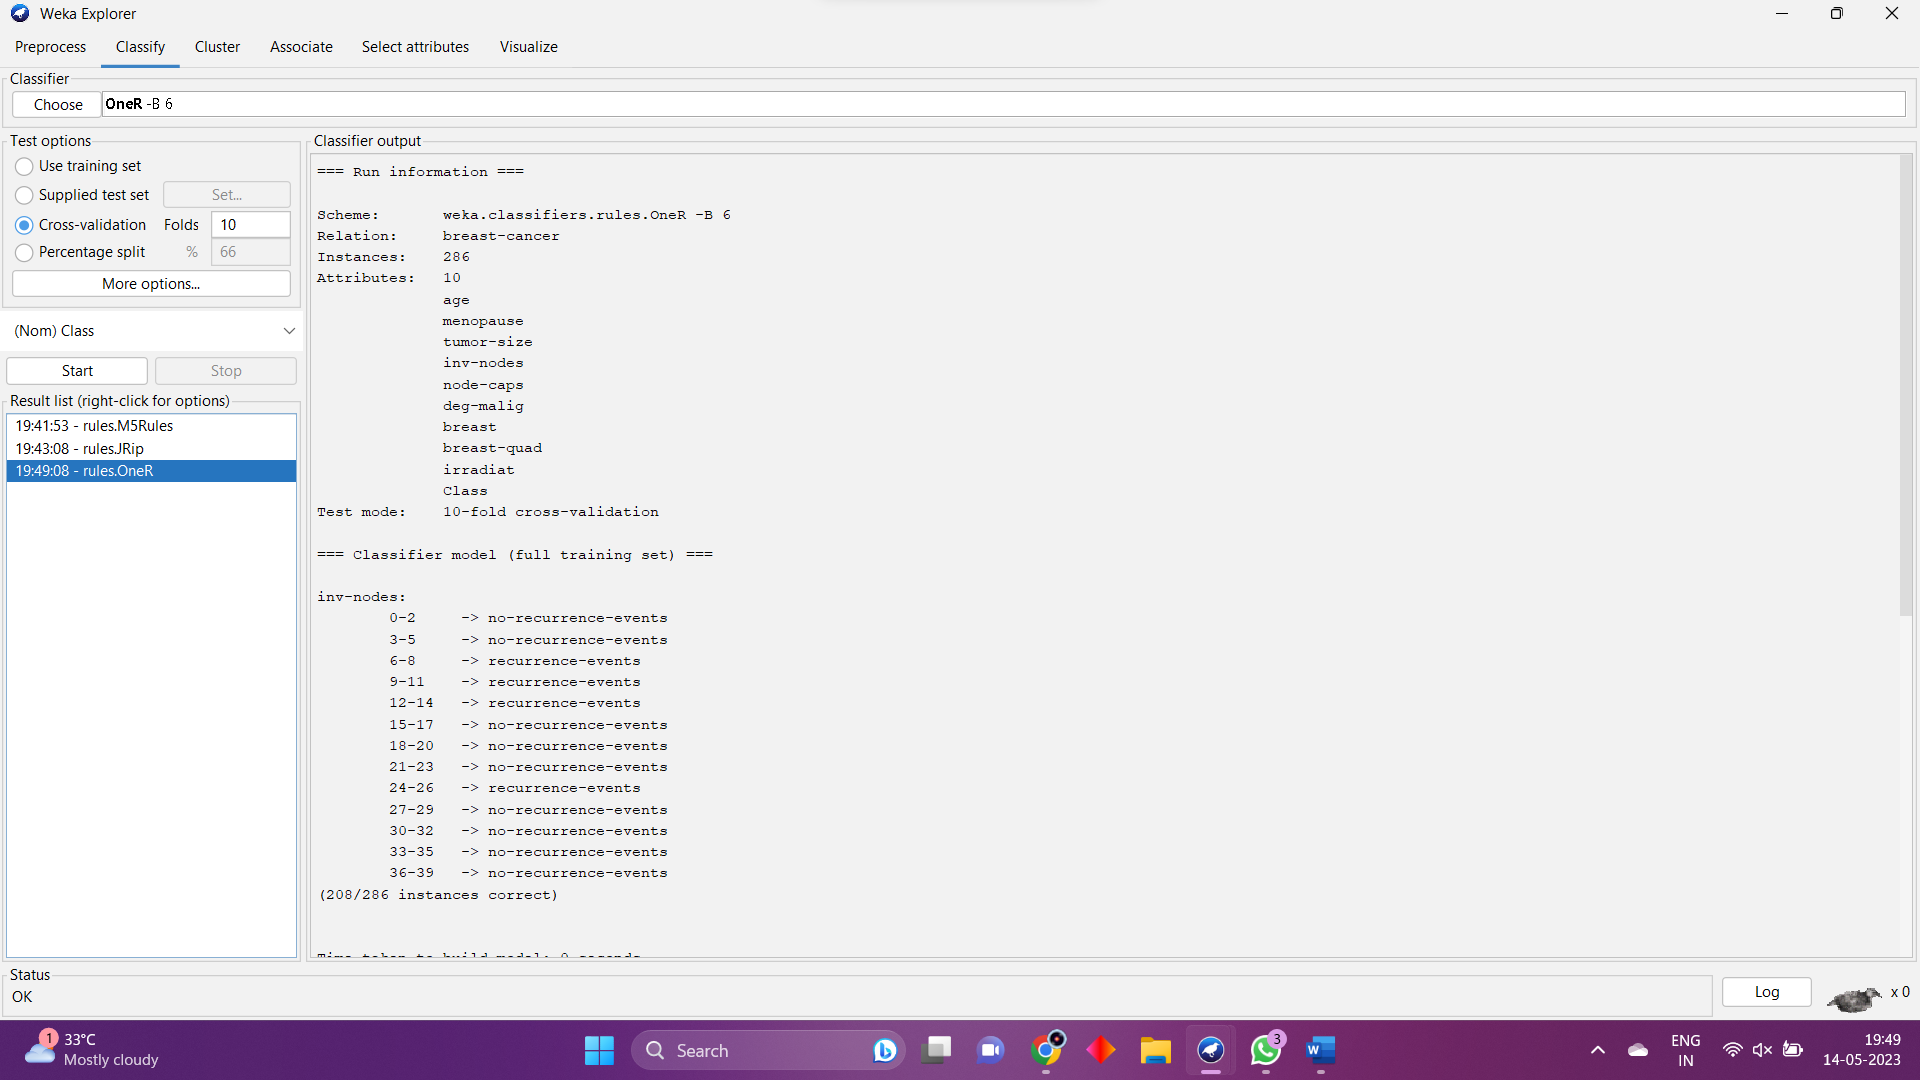 Weka Explorer
Preprocess Classify Cluster Associate Select attributes Visualize
Classifier
Choose OneR -B 6
Test options
Use training set
Supplied test set Set...
Cross-validation Folds 10
Percentage split % 66
More options...
(Nom) Class
Start Stop
Result list (right-click for options)
19:41:53 - rules.M5Rules
19:43:08 - rules.JRip
19:49:08 - rules.OneR
Classifier output
=== Run information ===
Scheme: weka.classifiers.rules.OneR -B 6
Relation: breast-cancer
Instances: 286
Attributes: 10
age
menopause
tumor-size
inv-nodes
node-caps
deg-malig
breast
breast-quad
irradiat
Class
Test mode: 10-fold cross-validation
=== Classifier model (full training set) ===
inv-nodes:
0-2 -> no-recurrence-events
3-5 -> no-recurrence-events
6-8 -> recurrence-events
9-11 -> recurrence-events
12-14 -> recurrence-events
15-17 -> no-recurrence-events
18-20 -> no-recurrence-events
21-23 -> no-recurrence-events
24-26 -> recurrence-events
27-29 -> no-recurrence-events
30-32 -> no-recurrence-events
33-35 -> no-recurrence-events
36-39 -> no-recurrence-events
(208/286 instances correct)
Time taken to build model: 0 seconds
Status
OK
Log x 0
1 33°C
Mostly cloudy
Search
3
W
ENG
IN
19:49
14-05-2023